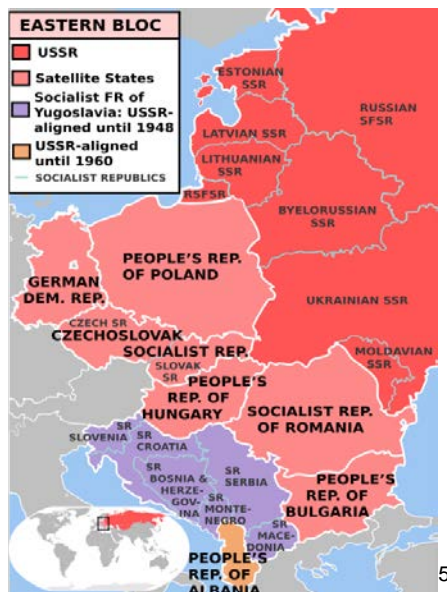 EASTERN BLOC
USSR
Satellite States
Socialist FR of
Yugoslavia: USSR-
aligned until 1948
USSR-aligned
until 1960
SOCIALIST REPUBLICS
ESTONIAN
SSR
RUSSIAN
SFSR
LATVIAN SSR
LITHUANIAN
SSR
RSFSR
BYELORUSSIAN
SSR
PEOPLE'S REP.
OF POLAND
GERMAN
DEM. REP.
UKRAINIAN SSR
CZECH SR
CZECHOSLOVAK
SOCIALIST REP.
SLOVAK
SR
MOLDAVIAN
SSR
PEOPLE'S
REP. OF
HUNGARY
SOCIALIST REP.
OF ROMANIA
SR
SLOVENIA
SR
CROATIA
SR
BOSNIA &
HERZE-
GOV-
INA
SR
SERBIA
SR
MONTE-
NEGRO
PEOPLE'S
REP. OF
BULGARIA
SR
MACE-
DONIA
PEOPLE'S
REP. OF
ALBANIA
5